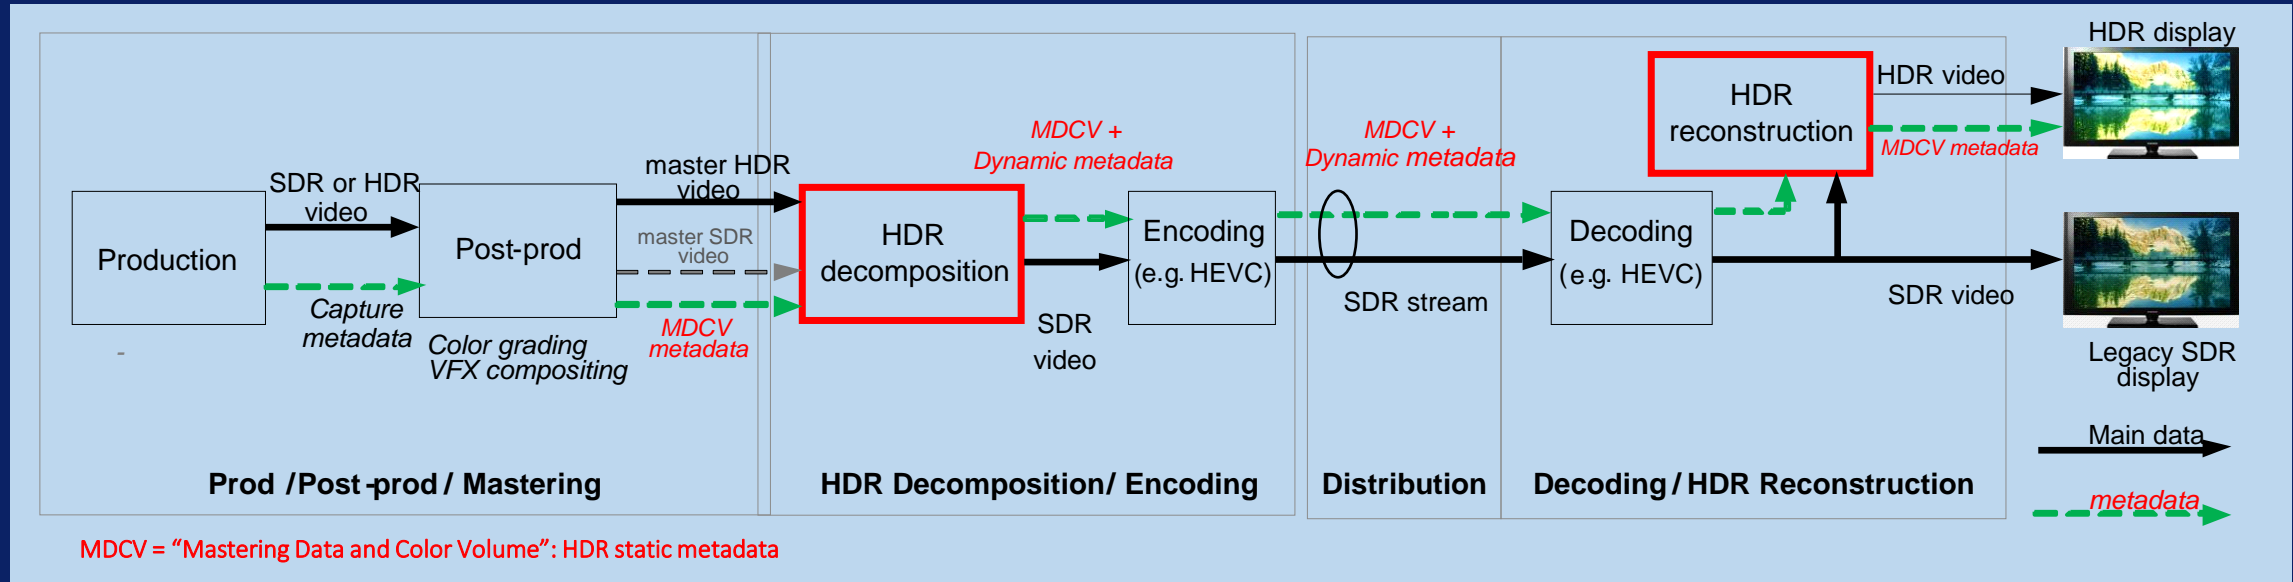 HDR display
HDR video
HDR
reconstruction
MDCV metadata
MDCV +
Dynamic metadata
MDCV +
Dynamic metadata
master HDR
video
SDR or HDR
video
Production
Post-prod
master SDR
video
HDR
decomposition
Encoding
(e.g. HEVC)
Decoding
(e.g. HEVC)
Capture
metadata
-
Color grading
VFX compositing
MDCV
metadata
SDR
video
SDR stream
SDR video
Legacy SDR
display
Main data
metadata
Prod / Post-prod / Mastering
HDR Decomposition / Encoding
Distribution
Decoding / HDR Reconstruction
MDCV = “Mastering Data and Color Volume”: HDR static metadata